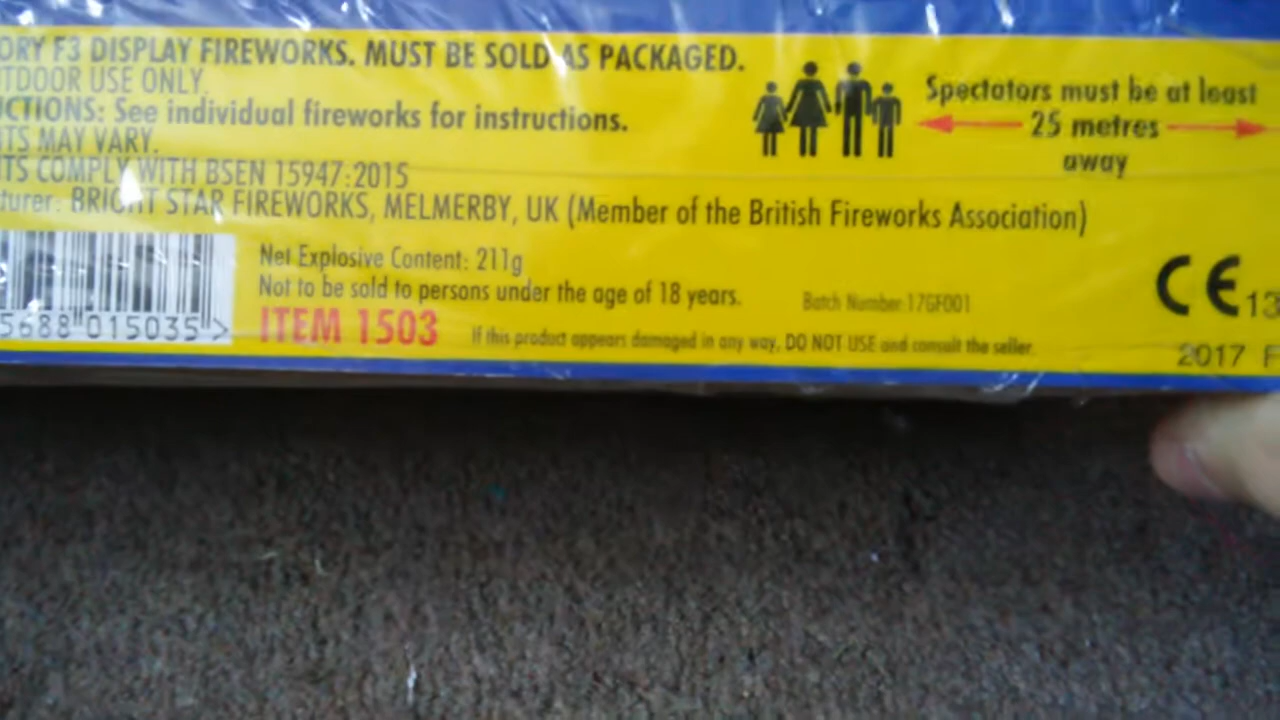 ORY F3 DISPLAY FIREWORKS. MUST BE SOLD AS PACKAGED.
TDOOR USE ONLY.
CTIONS: See individual fireworks for instructions.
TS MAY VARY.
TS COMPLY WITH BSEN 15947:2015
turer: BRIGHT STAR FIREWORKS, MELMERBY, UK (Member of the British Fireworks Association)
Spectators must be at least
25 metres
away
Net Explosive Content: 211g
Not to be sold to persons under the age of 18 years.
Batch Number:17GF001
ITEM 1503
If this product appears damaged in any way, DO NOT USE and consult the seller.
5688 015035 >
CE 13
2017 F